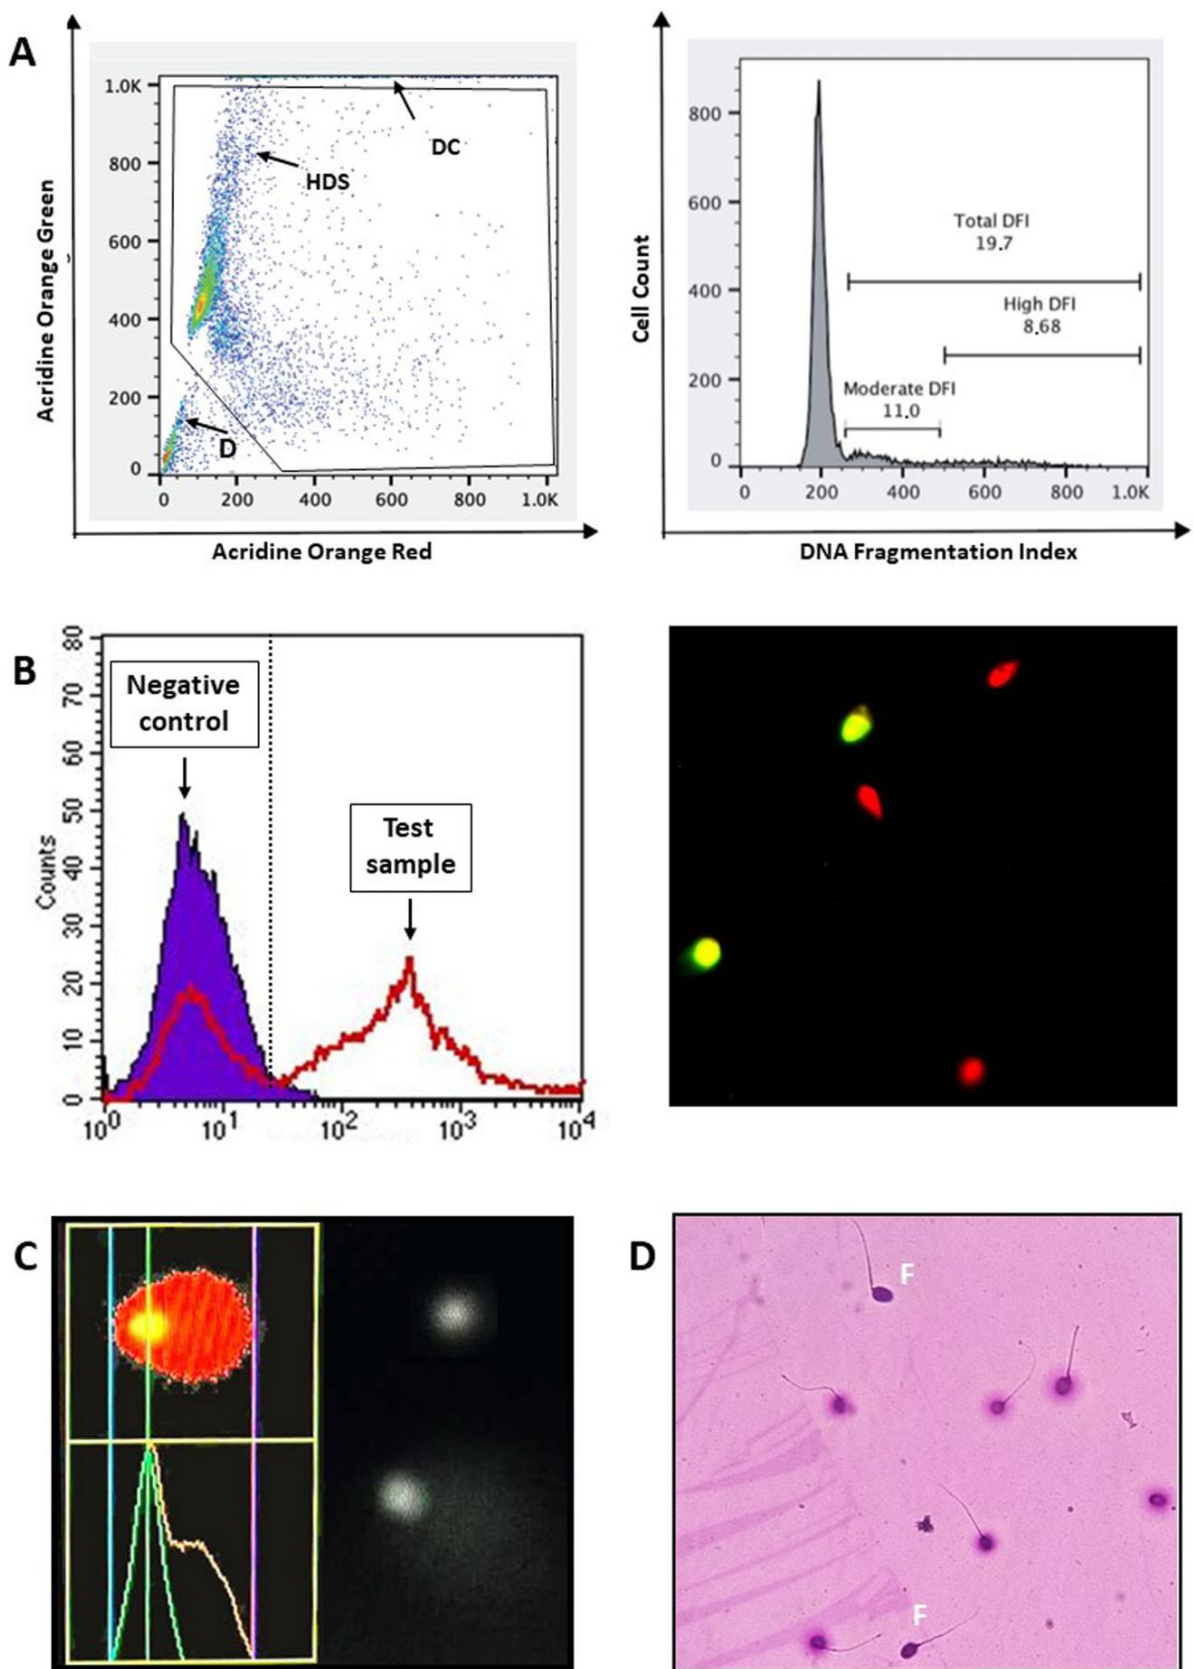 A
Acridine Orange Green
1.0K
800
600
400
200
0
DC
HDS
D
0 200 400 600 800 1.0K
Acridine Orange Red
Cell Count
800
600
400
200
0
Total DFI
19.7
High DFI
8.68
Moderate DFI
11.0
0 200 400 600 800 1.0K
DNA Fragmentation Index
B
Counts
80
70
60
50
40
30
20
10
0
Negative
control
Test
sample
10⁰ 10¹ 10² 10³ 10⁴
C
D
F
F